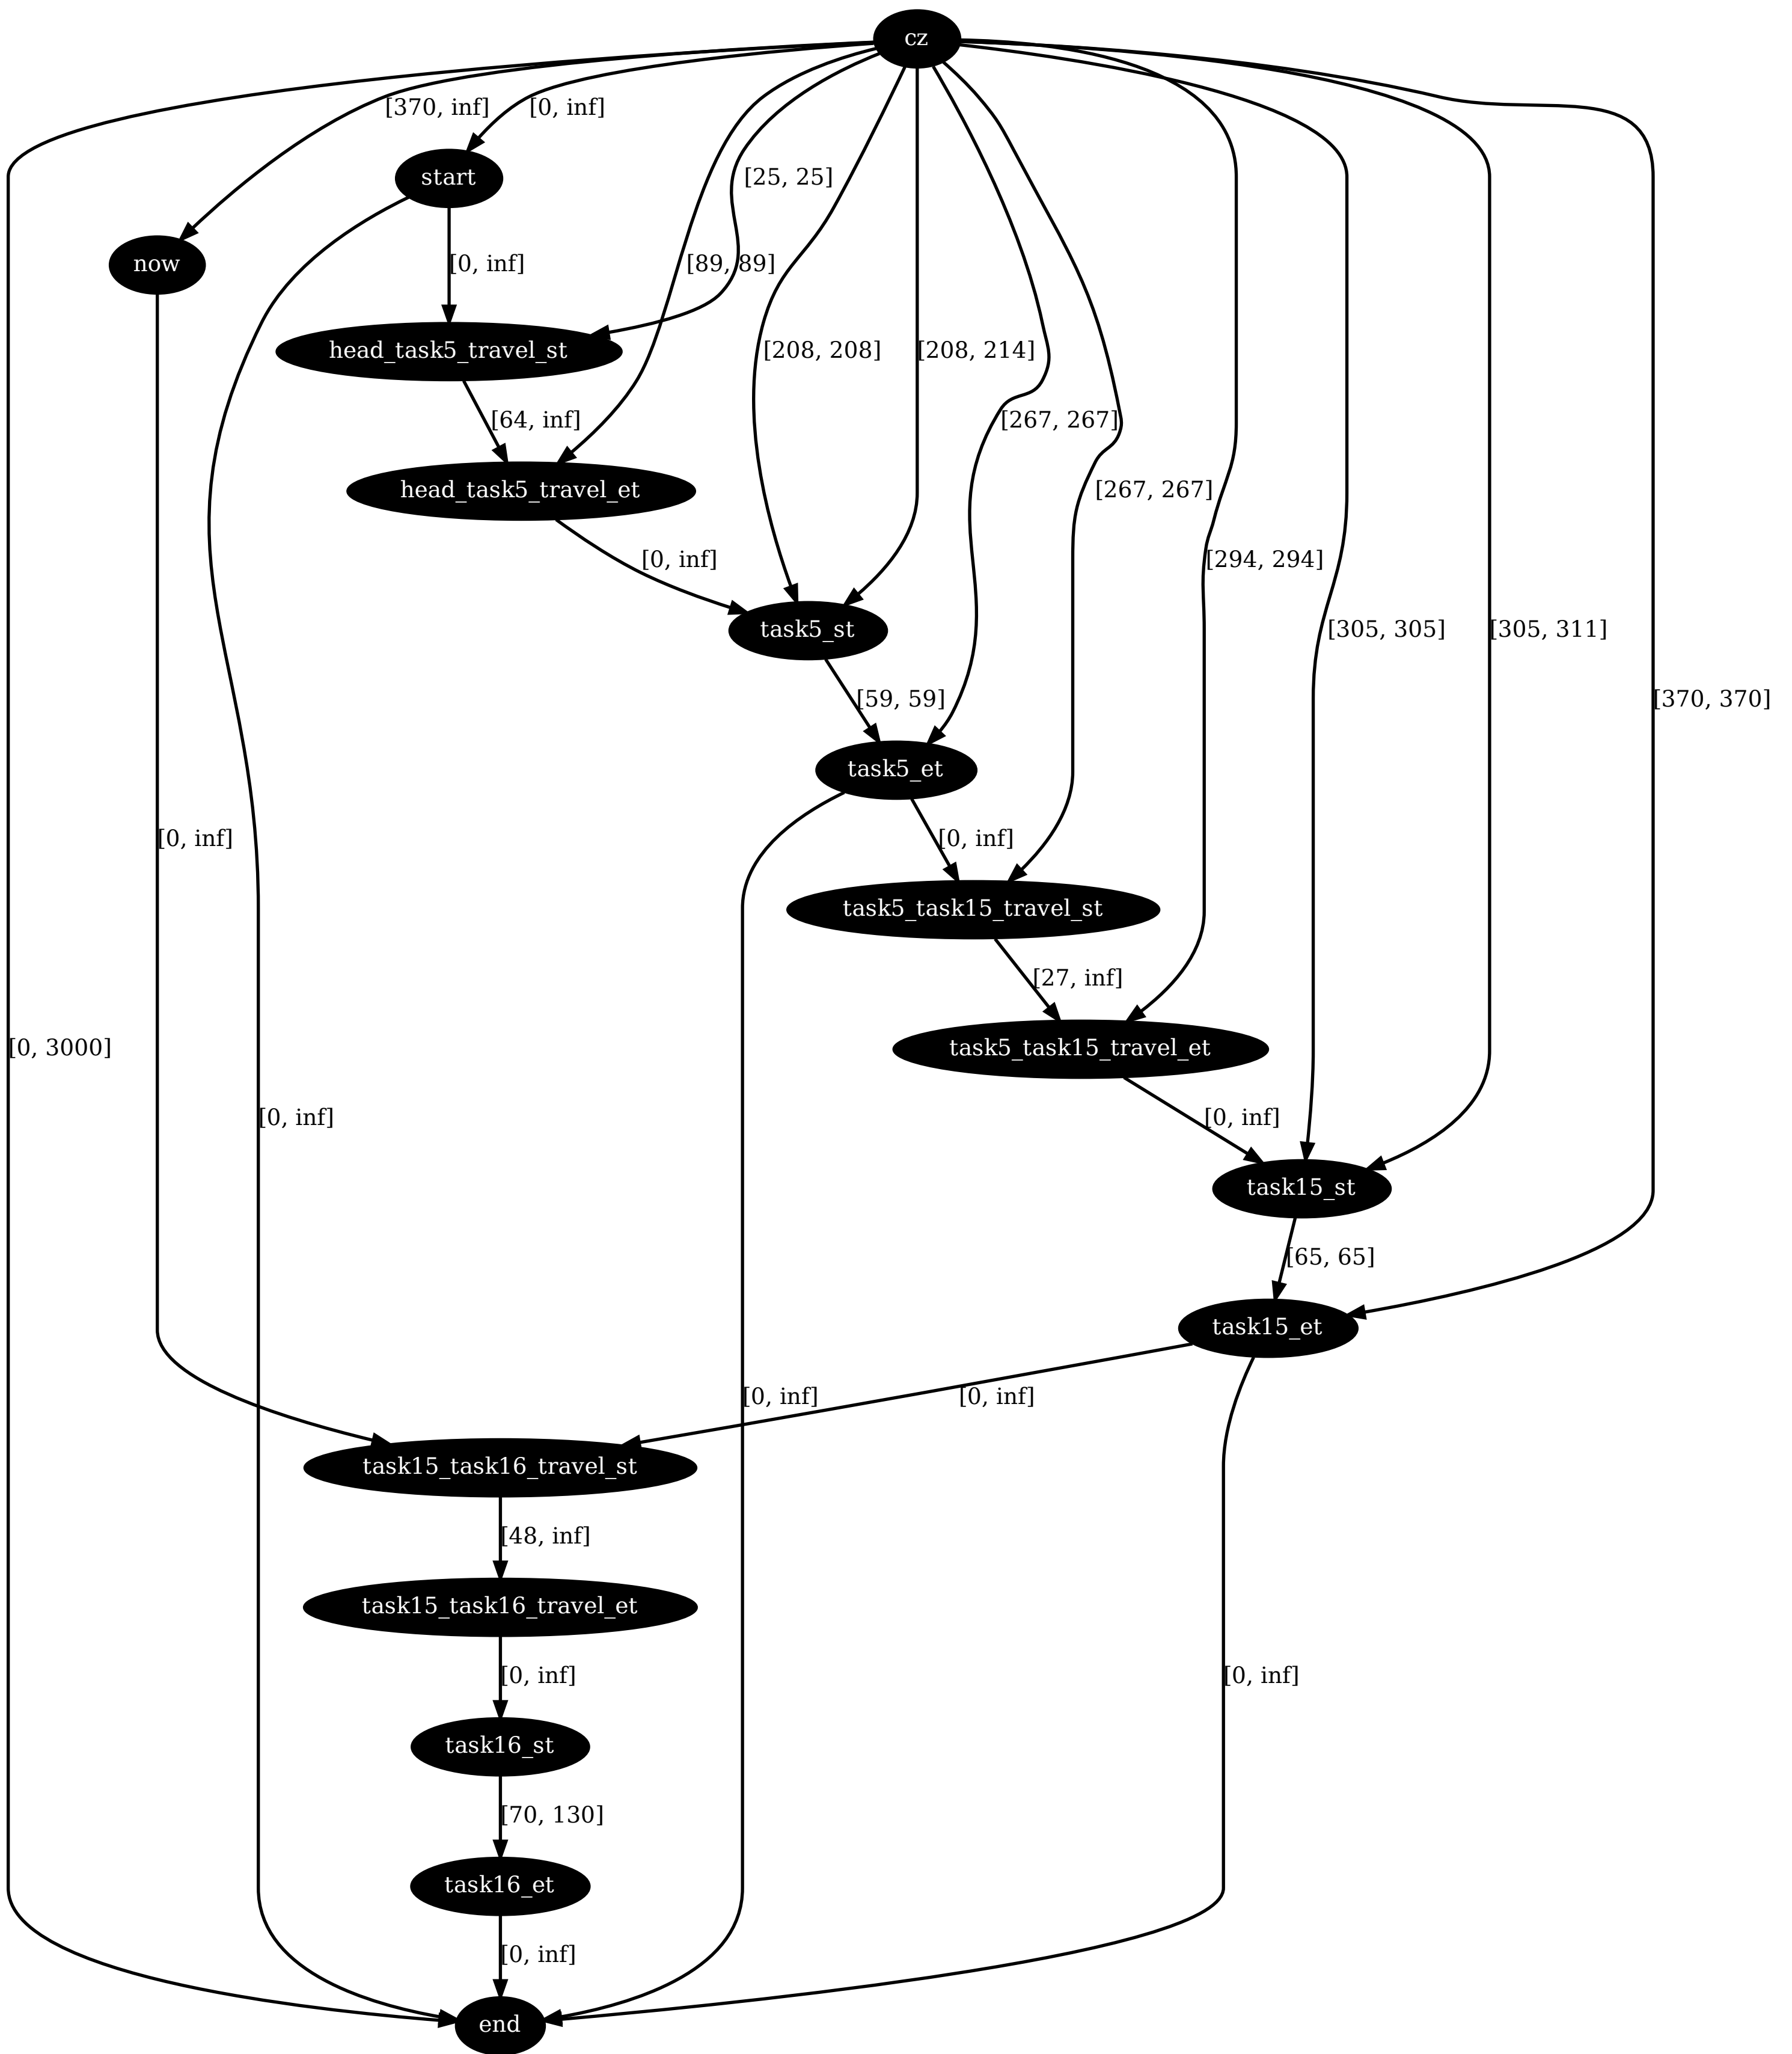 cz
[370, inf]
[0, inf]
start
[25, 25]
now
[0, inf]
[89, 89]
head_task5_travel_st
[208, 208]
[208, 214]
[64, inf]
[267, 267]
head_task5_travel_et
[267, 267]
[0, inf]
[294, 294]
task5_st
[305, 305]
[305, 311]
[59, 59]
[370, 370]
task5_et
[0, inf]
[0, inf]
task5_task15_travel_st
[27, inf]
[0, 3000]
task5_task15_travel_et
[0, inf]
[0, inf]
task15_st
[65, 65]
task15_et
[0, inf]
[0, inf]
task15_task16_travel_st
[48, inf]
task15_task16_travel_et
[0, inf]
[0, inf]
task16_st
[70, 130]
task16_et
[0, inf]
end